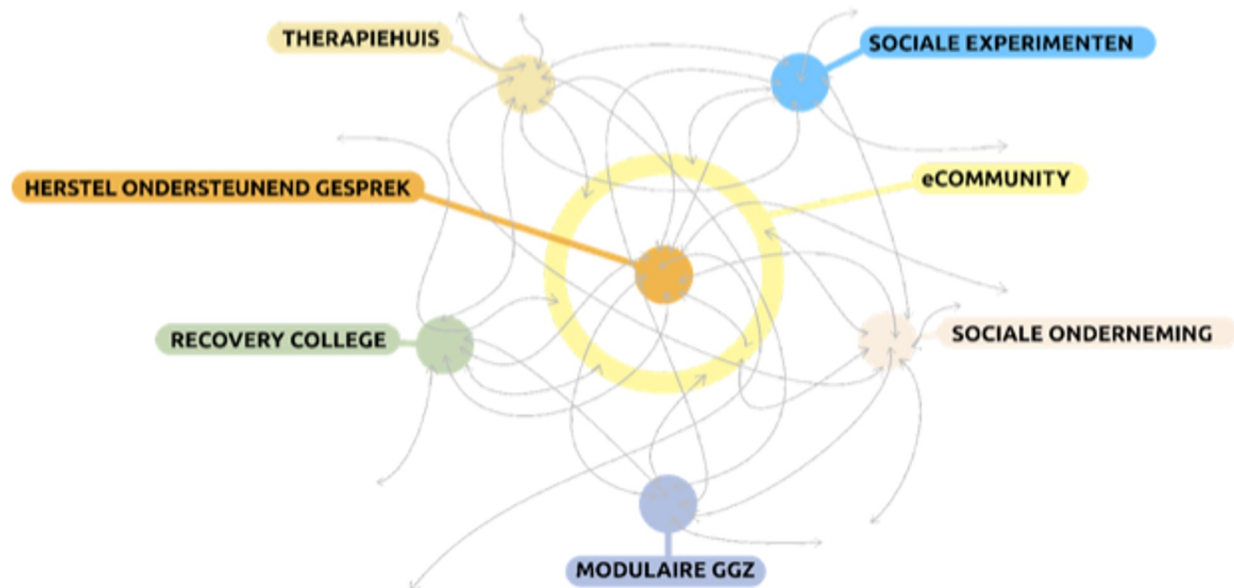 THERAPIEHUIS
SOCIALE EXPERIMENTEN
eCOMMUNITY
HERSTEL ONDERSTEUNEND GESPREK
RECOVERY COLLEGE
SOCIALE ONDERNEMING
MODULAIRE GGZ